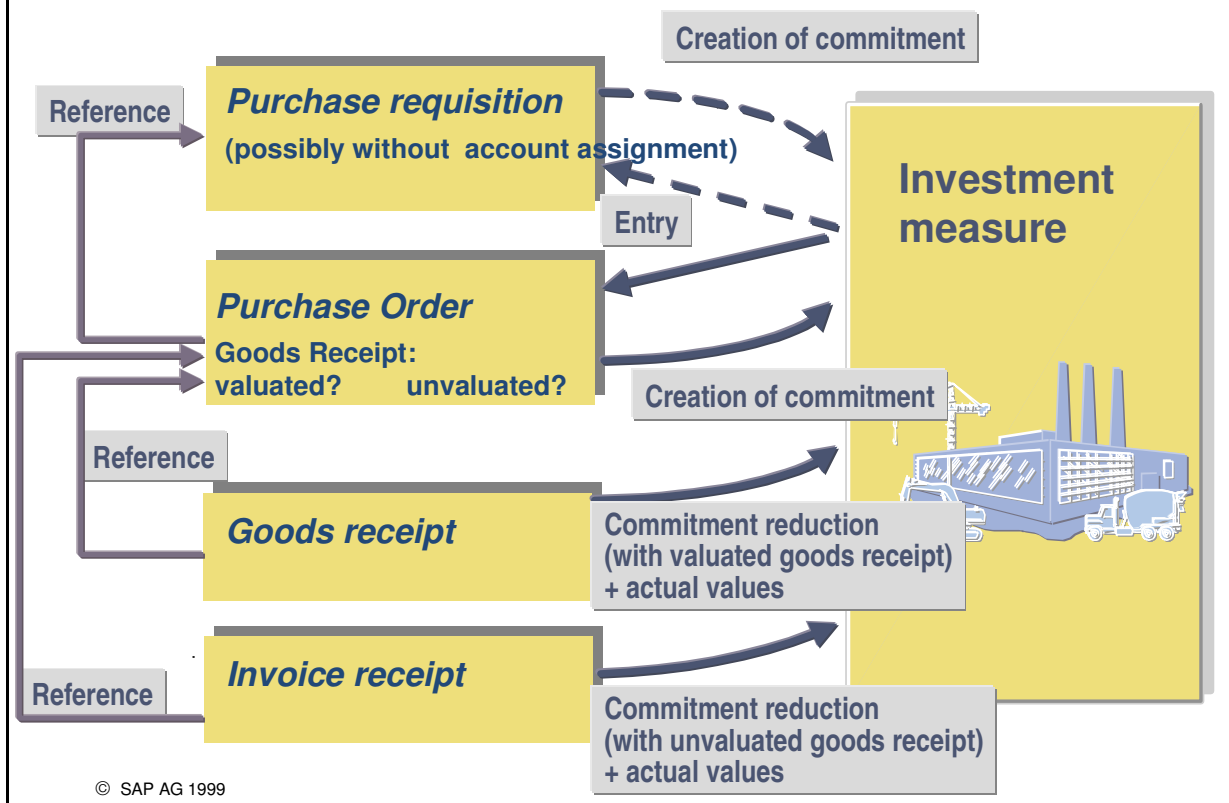 Creation of commitment
Reference
Purchase requisition
(possibly without account assignment)
Investment
measure
Entry
Purchase Order
Goods Receipt:
valuated? unvaluated?
Creation of commitment
Reference
Goods receipt
Commitment reduction
(with valuated goods receipt)
+ actual values
Invoice receipt
Reference
Commitment reduction
(with unvaluated goods receipt)
+ actual values
© SAP AG 1999